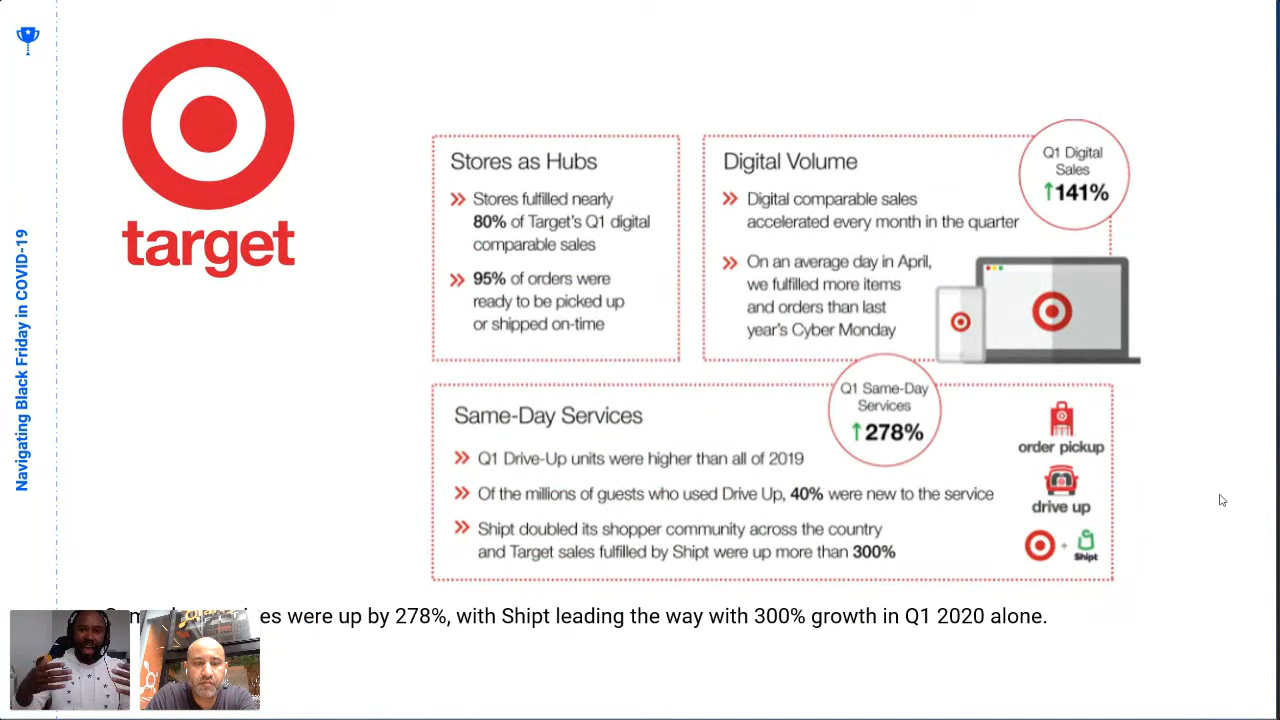 Navigating Black Friday in COVID-19
target
Stores as Hubs
Stores fulfilled nearly
80% of Target's Q1 digital
comparable sales
95% of orders were
ready to be picked up
or shipped on-time
Digital Volume
Q1 Digital
Sales
↑141%
Digital comparable sales
accelerated every month in the quarter
On an average day in April,
we fulfilled more items
and orders than last
year's Cyber Monday
Same-Day Services
Q1 Same-Day
Services
↑278%
Q1 Drive-Up units were higher than all of 2019
Of the millions of guests who used Drive Up, 40% were new to the service
Shipt doubled its shopper community across the country
and Target sales fulfilled by Shipt were up more than 300%
order pickup
drive up
+ Shipt
were up by 278%, with Shipt leading the way with 300% growth in Q1 2020 alone.